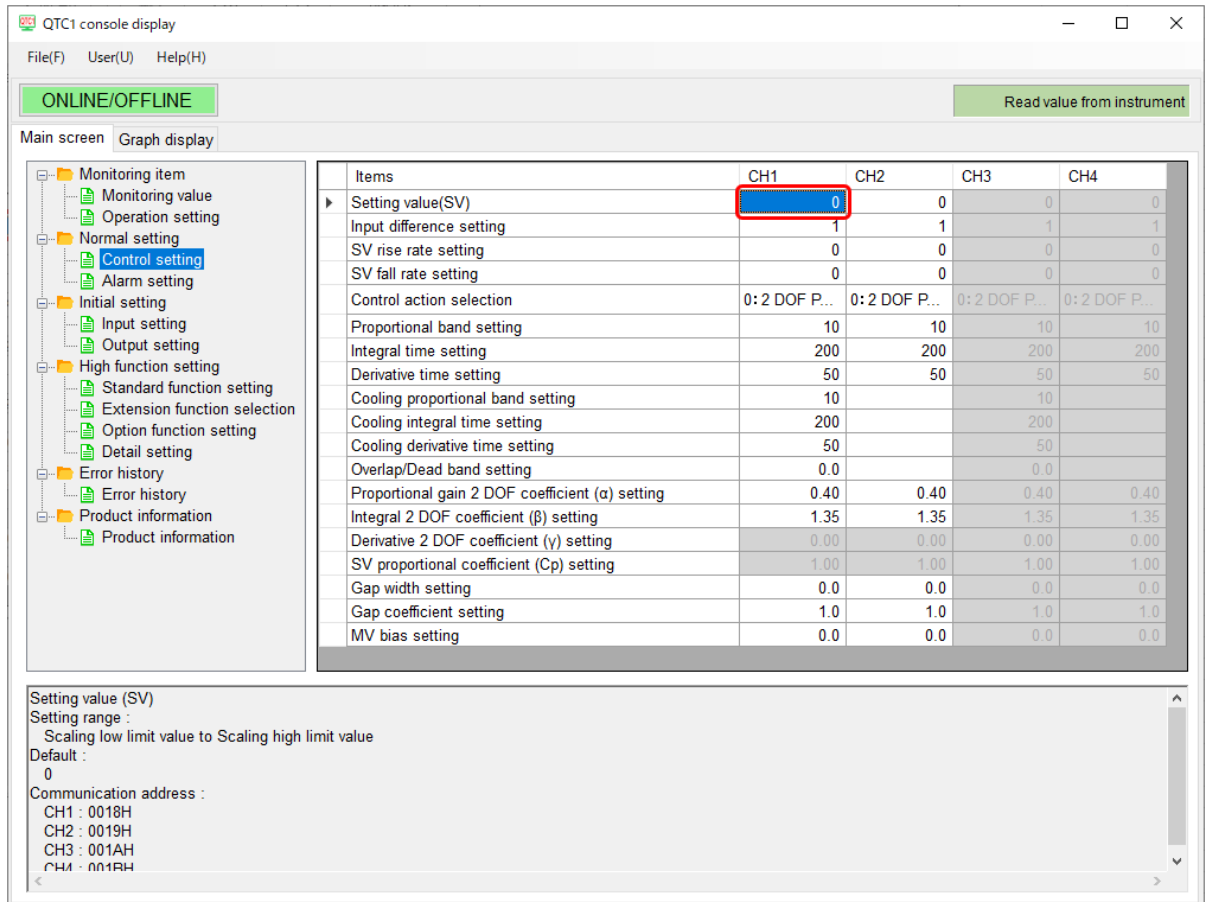 QTC1 console display
File(F) User(U) Help(H)
ONLINE/OFFLINE
Read value from instrument
Main screen Graph display
Monitoring item
Monitoring value
Operation setting
Normal setting
Control setting
Alarm setting
Initial setting
Input setting
Output setting
High function setting
Standard function setting
Extension function selection
Option function setting
Detail setting
Error history
Error history
Product information
Product information
Items CH1 CH2 CH3 CH4
Setting value(SV) 0 0 0 0
Input difference setting 1 1 1 1
SV rise rate setting 0 0 0 0
SV fall rate setting 0 0 0 0
Control action selection 0: 2 DOF P... 0: 2 DOF P... 0: 2 DOF P... 0: 2 DOF P...
Proportional band setting 10 10 10 10
Integral time setting 200 200 200 200
Derivative time setting 50 50 50 50
Cooling proportional band setting 10 10
Cooling integral time setting 200 200
Cooling derivative time setting 50 50
Overlap/Dead band setting 0.0 0.0
Proportional gain 2 DOF coefficient (α) setting 0.40 0.40 0.40 0.40
Integral 2 DOF coefficient (β) setting 1.35 1.35 1.35 1.35
Derivative 2 DOF coefficient (γ) setting 0.00 0.00 0.00 0.00
SV proportional coefficient (Cp) setting 1.00 1.00 1.00 1.00
Gap width setting 0.0 0.0 0.0 0.0
Gap coefficient setting 1.0 1.0 1.0 1.0
MV bias setting 0.0 0.0 0.0 0.0
Setting value (SV)
Setting range :
Scaling low limit value to Scaling high limit value
Default :
0
Communication address :
CH1 : 0018H
CH2 : 0019H
CH3 : 001AH
CH4 : 001BH